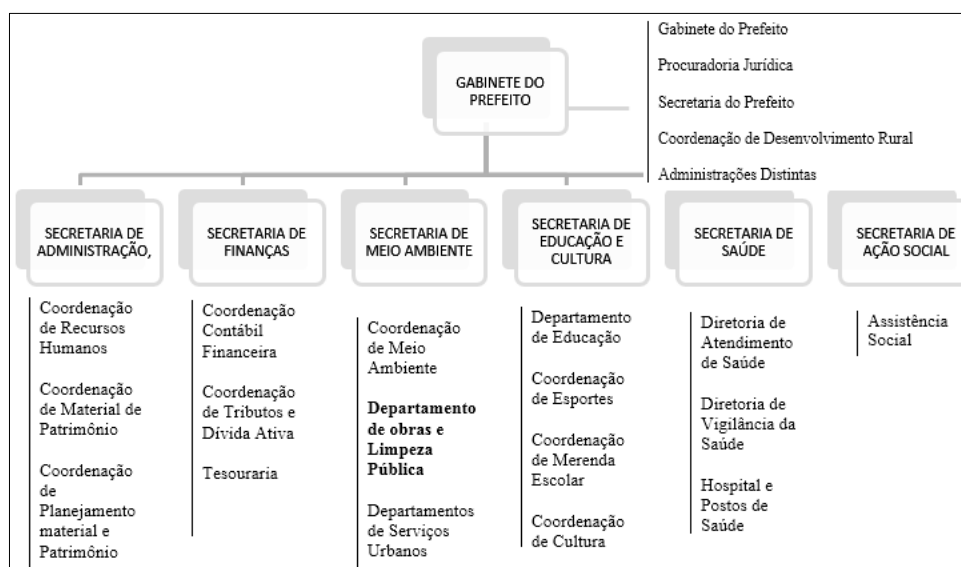 GABINETE DO
PREFEITO
Gabinete do Prefeito
Procuradoria Jurídica
Secretaria do Prefeito
Coordenação de Desenvolvimento Rural
Administrações Distintas
SECRETARIA DE
ADMINISTRAÇÃO,
Coordenação
de Recursos
Humanos
Coordenação
de Material de
Patrimônio
Coordenação
de
Planejamento
material e
Patrimônio
SECRETARIA DE
FINANÇAS
Coordenação
Contábil
Financeira
Coordenação
de Tributos e
Dívida Ativa
Tesouraria
SECRETARIA DE
MEIO AMBIENTE
Coordenação
de Meio
Ambiente
Departamento
de obras e
Limpeza
Pública
Departamentos
de Serviços
Urbanos
SECRETARIA DE
EDUCAÇÃO E
CULTURA
Departamento
de Educação
Coordenação
de Esportes
Coordenação
de Merenda
Escolar
Coordenação
de Cultura
SECRETARIA DE
SAÚDE
Diretoria de
Atendimento
de Saúde
Diretoria de
Vigilância da
Saúde
Hospital e
Postos de
Saúde
SECRETARIA DE
AÇÃO SOCIAL
Assistência
Social